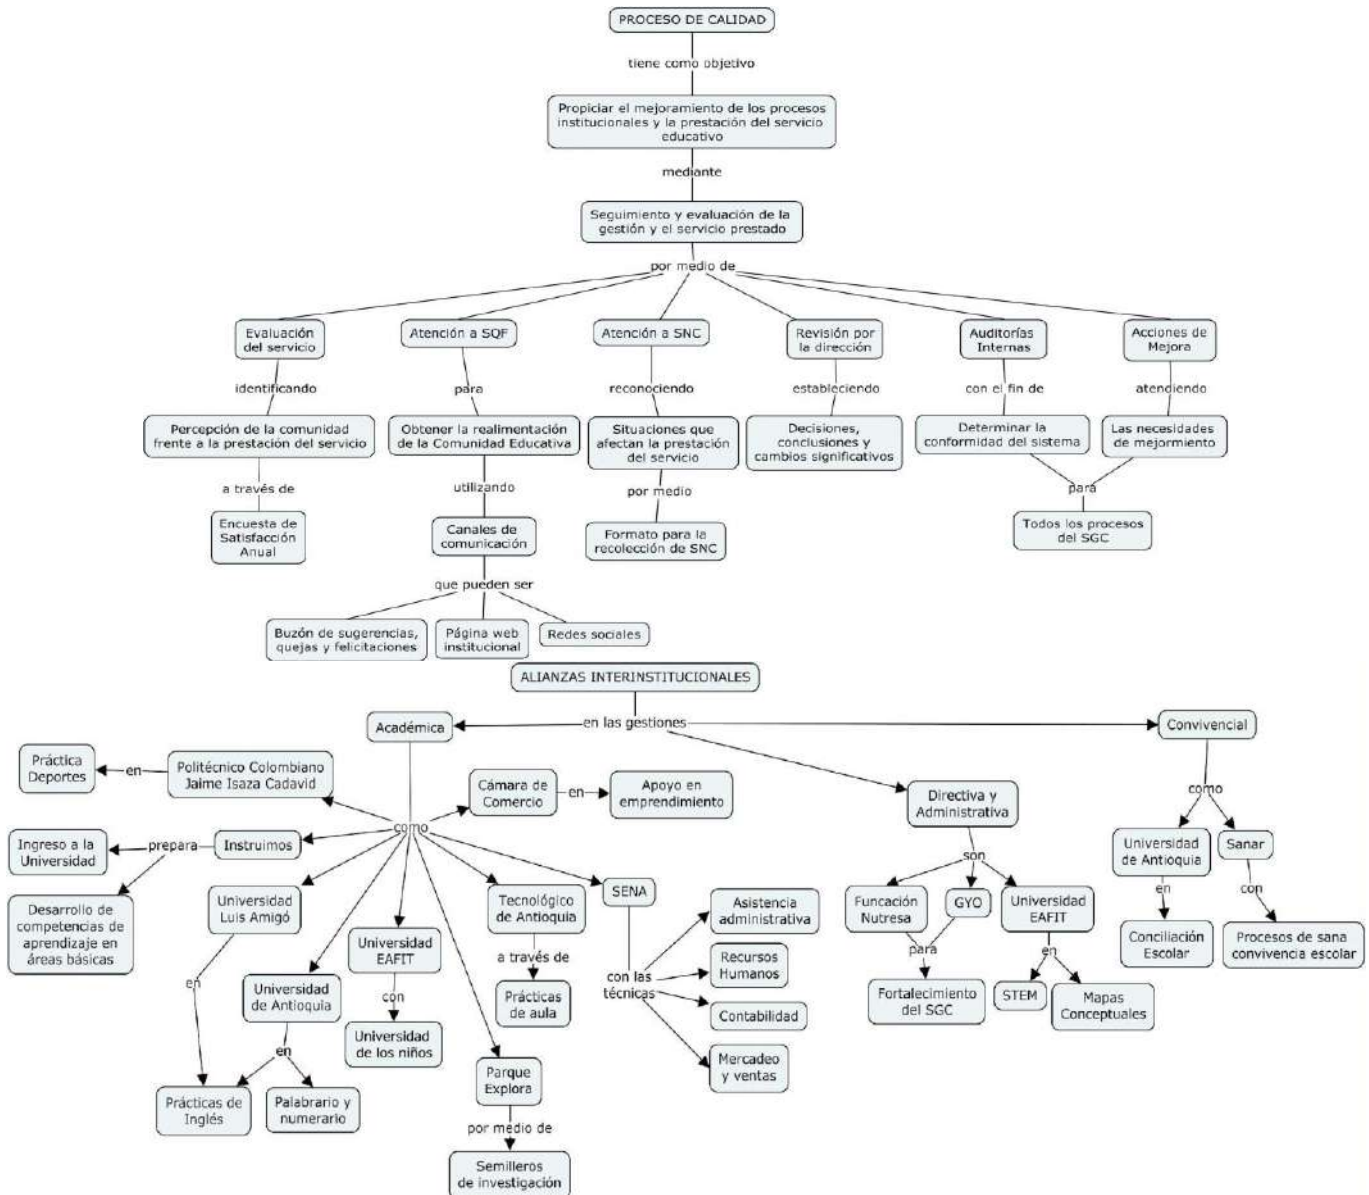 PROCESO DE CALIDAD
tiene como objetivo
Propiciar el mejoramiento de los procesos
institucionales y la prestación del servicio
educativo
mediante
Seguimiento y evaluación de la
gestión y el servicio prestado
por medio de
Evaluación
del servicio
Atención a SQF
Atención a SNC
Revisión por
la dirección
Auditorías
Internas
Acciones de
Mejora
identificando
para
reconociendo
estableciendo
con el fin de
atendiendo
Percepción de la comunidad
frente a la prestación del servicio
Obtener la realimentación
de la Comunidad Educativa
Situaciones que
afectan la prestación
del servicio
Decisiones,
conclusiones y
cambios significativos
Determinar la
conformidad del sistema
Las necesidades
de mejormiento
a través de
utilizando
por medio
para
Encuesta de
Satisfacción
Anual
Canales de
comunicación
Formato para la
recolección de SNC
Todos los procesos
del SGC
que pueden ser
Buzón de sugerencias,
quejas y felicitaciones
Página web
institucional
Redes sociales
ALIANZAS INTERINSTITUCIONALES
en las gestiones
Académica
Convivencial
Práctica
Deportes
en
Politécnico Colombiano
Jaime Isaza Cadavid
Cámara de
Comercio
en
Apoyo en
emprendimiento
Directiva y
Administrativa
como
como
Ingreso a la
Universidad
prepara
Instruimos
Universidad
de Antioquia
Sanar
son
Desarrollo de
competencias de
aprendizaje en
áreas básicas
Universidad
Luis Amigó
Universidad
EAFIT
Tecnológico
de Antioquia
SENA
Asistencia
administrativa
Funcación
Nutresa
GYO
Universidad
EAFIT
en
con
Conciliación
Escolar
Procesos de sana
convivencia escolar
para
en
a través de
Recursos
Humanos
con las
técnicas
en
Universidad
de Antioquia
con
Prácticas
de aula
Contabilidad
Fortalecimiento
del SGC
STEM
Mapas
Conceptuales
Universidad
de los niños
en
Mercadeo
y ventas
Parque
Explora
Prácticas de
Inglés
Palabrario y
numerario
por medio de
Semilleros
de investigación